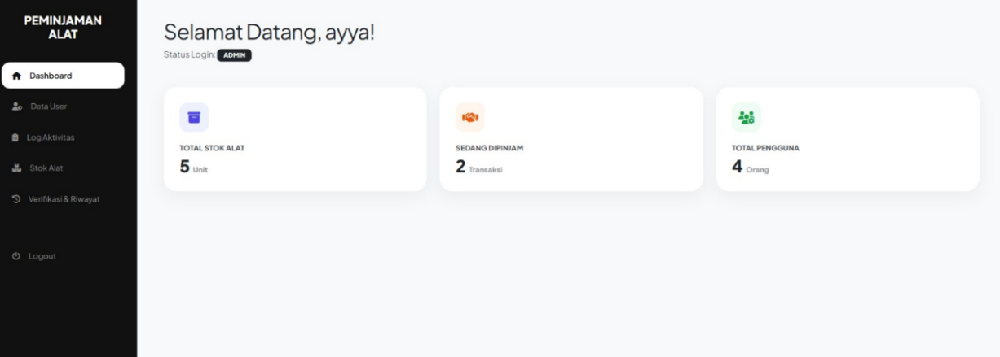 PEMINJAMAN
ALAT
Dashboard
Data User
Log Aktivitas
Stok Alat
Verifikasi & Riwayat
Logout
Selamat Datang, ayya!
Status Login: ADMIN
TOTAL STOK ALAT
5 Unit
SEDANG DIPINJAM
2 Transaksi
TOTAL PENGGUNA
4 Orang